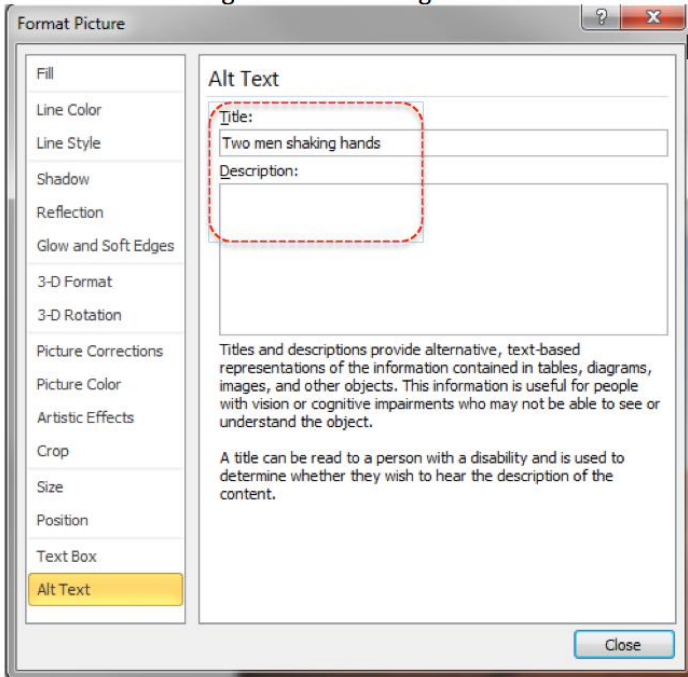 Format Picture
Fill
Line Color
Line Style
Shadow
Reflection
Glow and Soft Edges
3-D Format
3-D Rotation
Picture Corrections
Picture Color
Artistic Effects
Crop
Size
Position
Text Box
Alt Text
Alt Text
Title:
Two men shaking hands
Description:
Titles and descriptions provide alternative, text-based
representations of the information contained in tables, diagrams,
images, and other objects. This information is useful for people
with vision or cognitive impairments who may not be able to see or
understand the object.
A title can be read to a person with a disability and is used to
determine whether they wish to hear the description of the
content.
Close